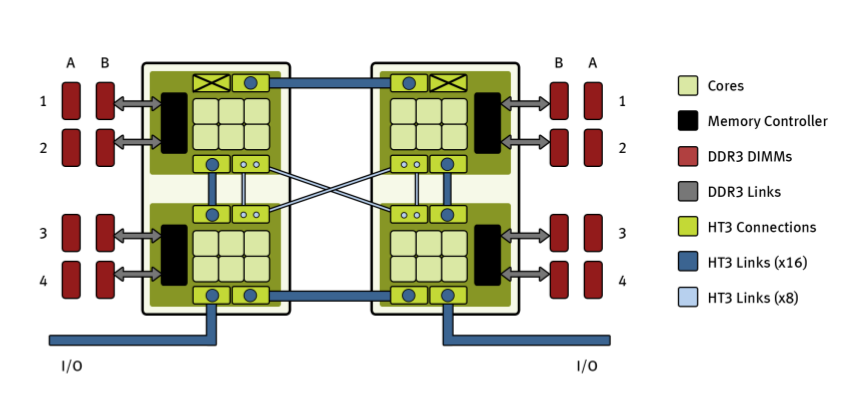 A B
B A
1
2
3
4
1
2
3
4
I/O
I/O
Cores
Memory Controller
DDR3 DIMMs
DDR3 Links
HT3 Connections
HT3 Links (x16)
HT3 Links (x8)